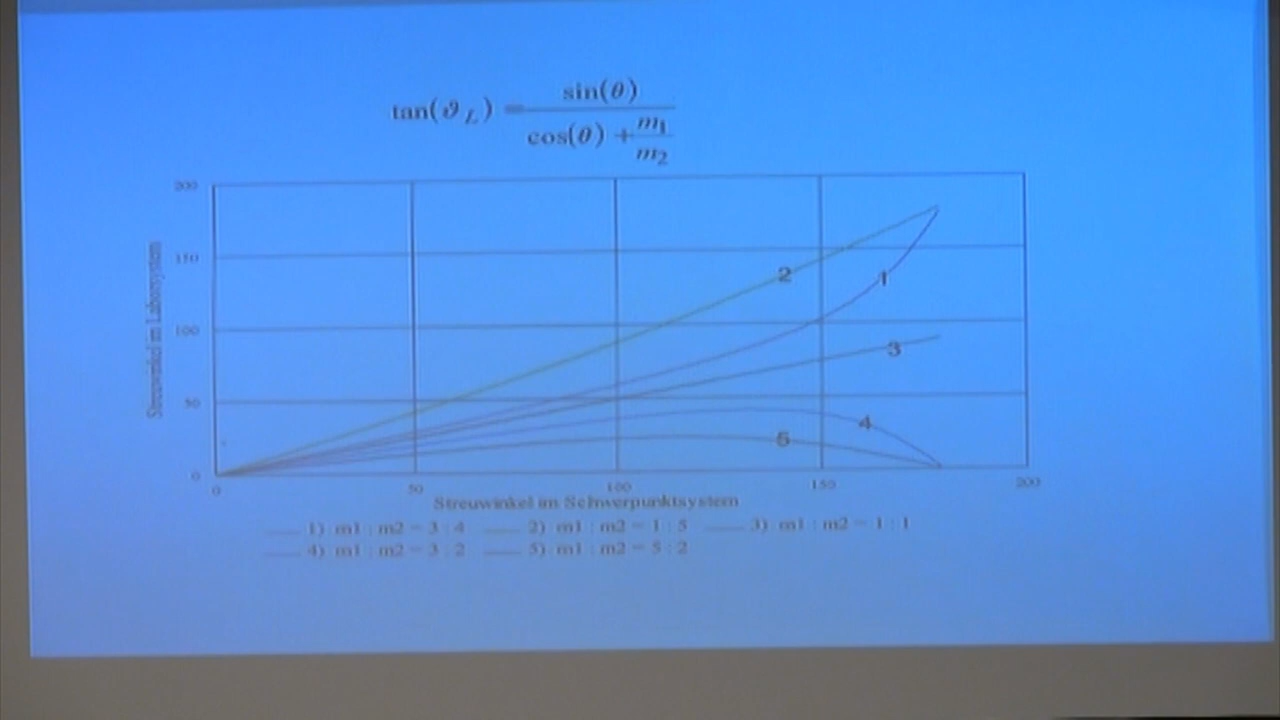 tan(ϑ L) = sin(θ) / (cos(θ) + m1/m2)
200
150
100
50
0
Streuwinkel im Laborsystem
2
1
3
4
5
0 50 100 150 200
Streuwinkel im Schwerpunktsystem
1) m1 : m2 = 3 : 4 2) m1 : m2 = 1 : 5 3) m1 : m2 = 1 : 1
4) m1 : m2 = 3 : 2 5) m1 : m2 = 5 : 2